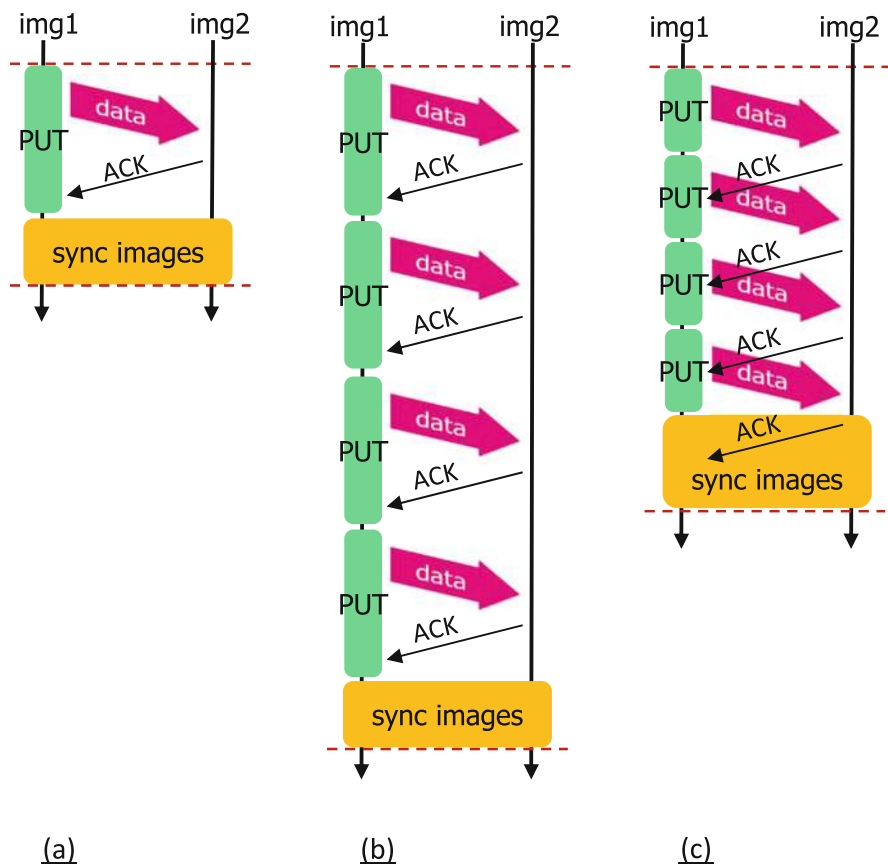 img1 img2
data
PUT
ACK
sync images
(a)
img1 img2
data
PUT
ACK
data
PUT
ACK
data
PUT
ACK
data
PUT
ACK
sync images
(b)
img1 img2
PUT data
ACK
PUT data
ACK
PUT data
ACK
PUT data
ACK
sync images
(c)